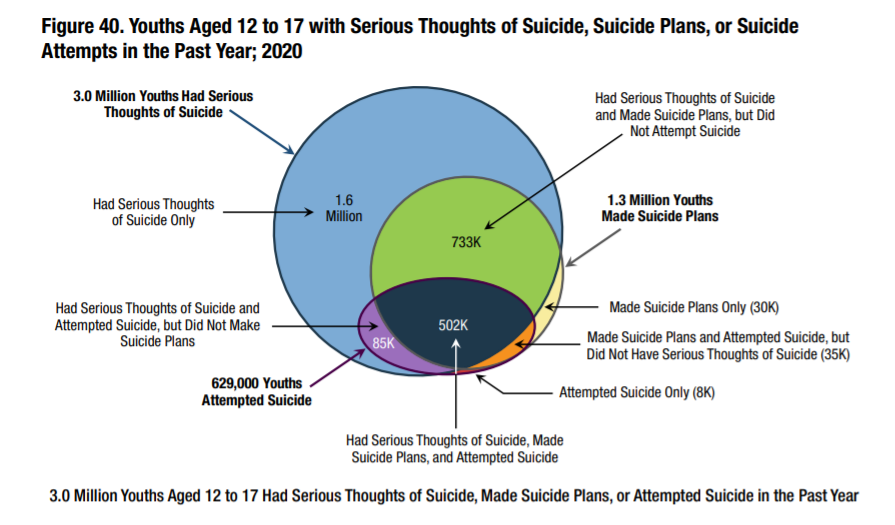 Figure 40. Youths Aged 12 to 17 with Serious Thoughts of Suicide, Suicide Plans, or Suicide
Attempts in the Past Year; 2020
3.0 Million Youths Had Serious
Thoughts of Suicide
Had Serious Thoughts of Suicide
and Made Suicide Plans, but Did
Not Attempt Suicide
Had Serious Thoughts
of Suicide Only
1.6
Million
1.3 Million Youths
Made Suicide Plans
733K
Had Serious Thoughts of Suicide and
Attempted Suicide, but Did Not Make
Suicide Plans
85K
502K
Made Suicide Plans Only (30K)
Made Suicide Plans and Attempted Suicide, but
Did Not Have Serious Thoughts of Suicide (35K)
629,000 Youths
Attempted Suicide
Attempted Suicide Only (8K)
Had Serious Thoughts of Suicide, Made
Suicide Plans, and Attempted Suicide
3.0 Million Youths Aged 12 to 17 Had Serious Thoughts of Suicide, Made Suicide Plans, or Attempted Suicide in the Past Year